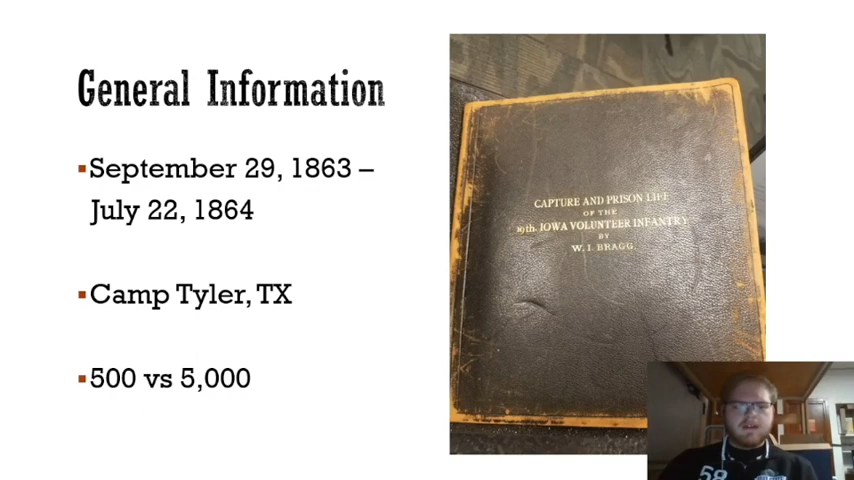 General Information
▪September 29, 1863 –
July 22, 1864
▪Camp Tyler, TX
▪500 vs 5,000
CAPTURE AND PRISON LIFE
OF THE
19th. IOWA VOLUNTEER INFANTRY
BY
W. I. BRAGG.
58